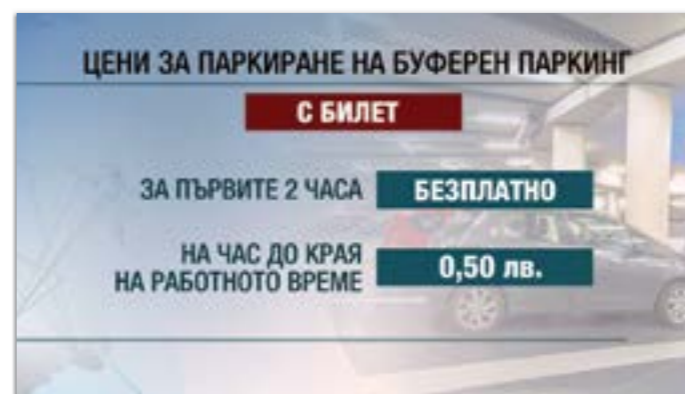 ЦЕНИ ЗА ПАРКИРАНЕ НА БУФЕРЕН ПАРКИНГ
С БИЛЕТ
ЗА ПЪРВИТЕ 2 ЧАСА БЕЗПЛАТНО
НА ЧАС ДО КРАЯ
НА РАБОТНОТО ВРЕМЕ 0,50 лв.